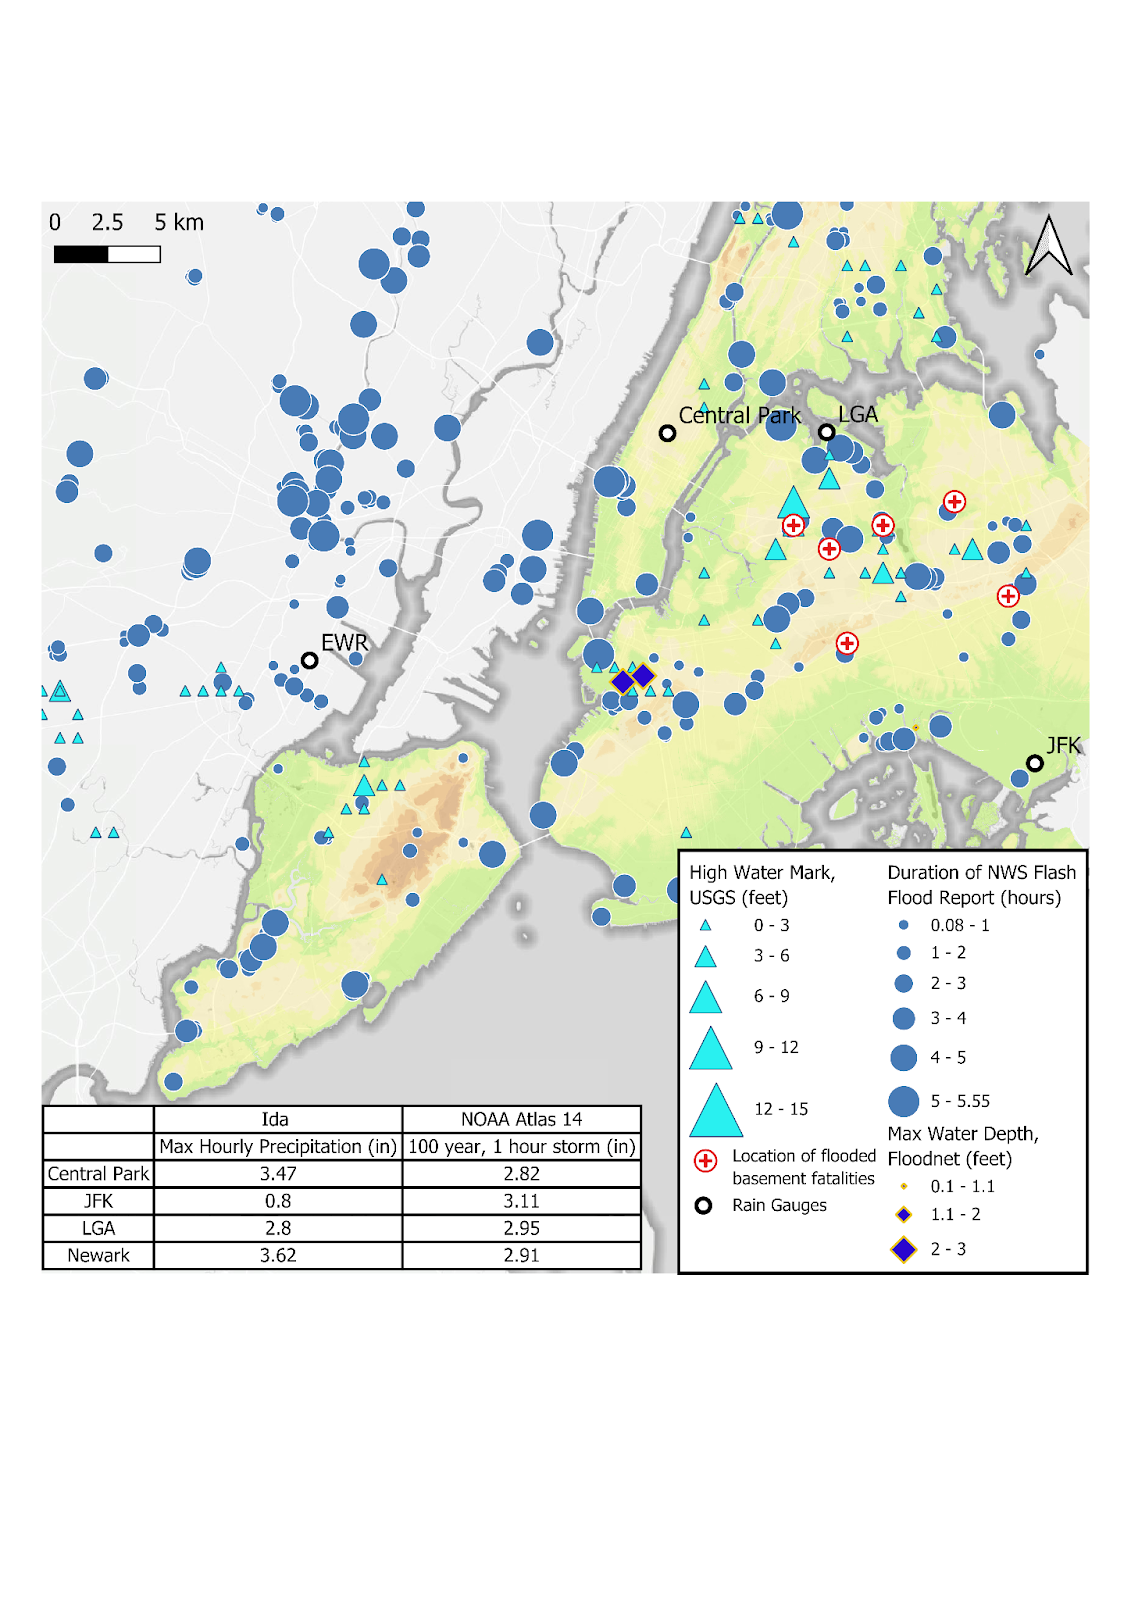 0 2.5 5 km
Central Park
LGA
EWR
JFK
High Water Mark,
USGS (feet)
0 - 3
3 - 6
6 - 9
9 - 12
12 - 15
Location of flooded
basement fatalities
Rain Gauges
Duration of NWS Flash
Flood Report (hours)
0.08 - 1
1 - 2
2 - 3
3 - 4
4 - 5
5 - 5.55
Max Water Depth,
Floodnet (feet)
0.1 - 1.1
1.1 - 2
2 - 3
Ida NOAA Atlas 14
Max Hourly Precipitation (in) 100 year, 1 hour storm (in)
Central Park 3.47 2.82
JFK 0.8 3.11
LGA 2.8 2.95
Newark 3.62 2.91